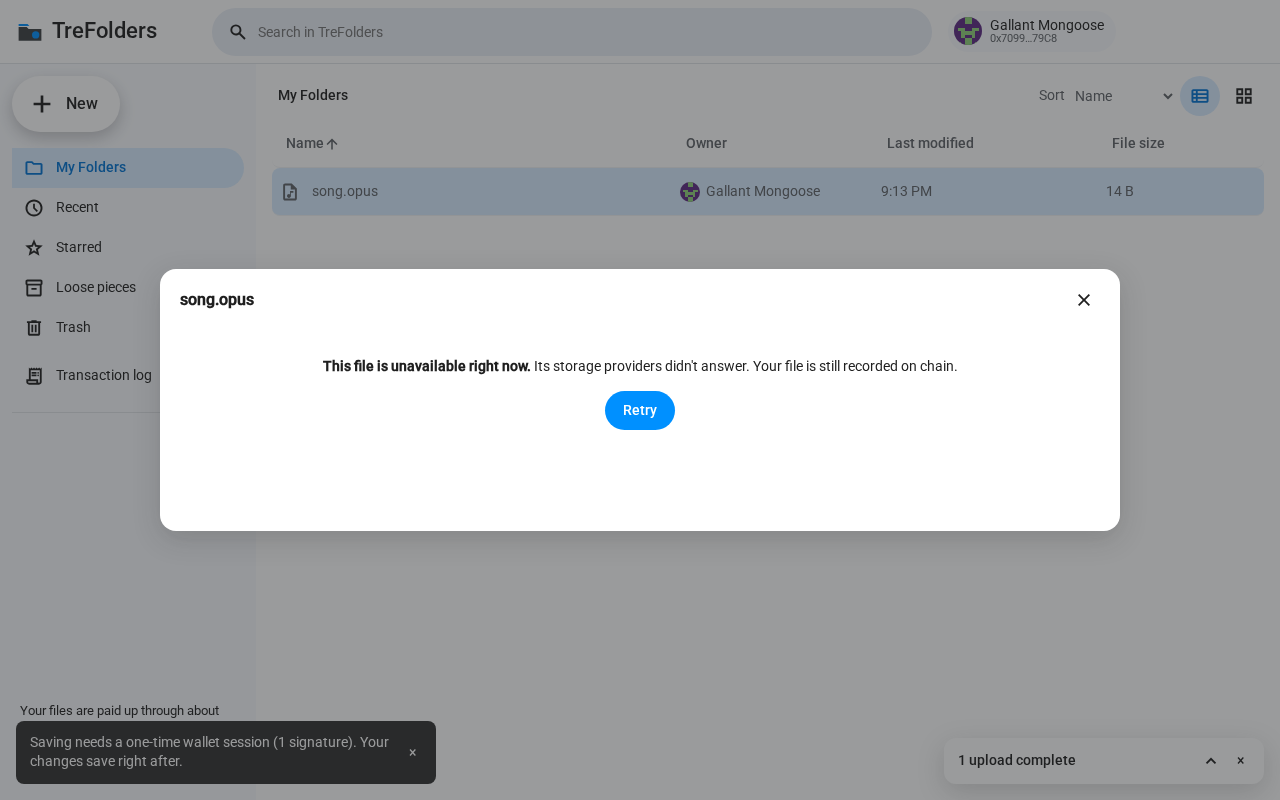 TreFolders
Search in TreFolders
Gallant Mongoose
0x7099…79C8
New
My Folders
Sort Name
My Folders
Recent
Starred
Loose pieces
Trash
Transaction log
Name Owner Last modified File size
song.opus Gallant Mongoose 9:13 PM 14 B
song.opus
This file is unavailable right now. Its storage providers didn't answer. Your file is still recorded on chain.
Retry
Your files are paid up through about
Saving needs a one-time wallet session (1 signature). Your
changes save right after.
1 upload complete